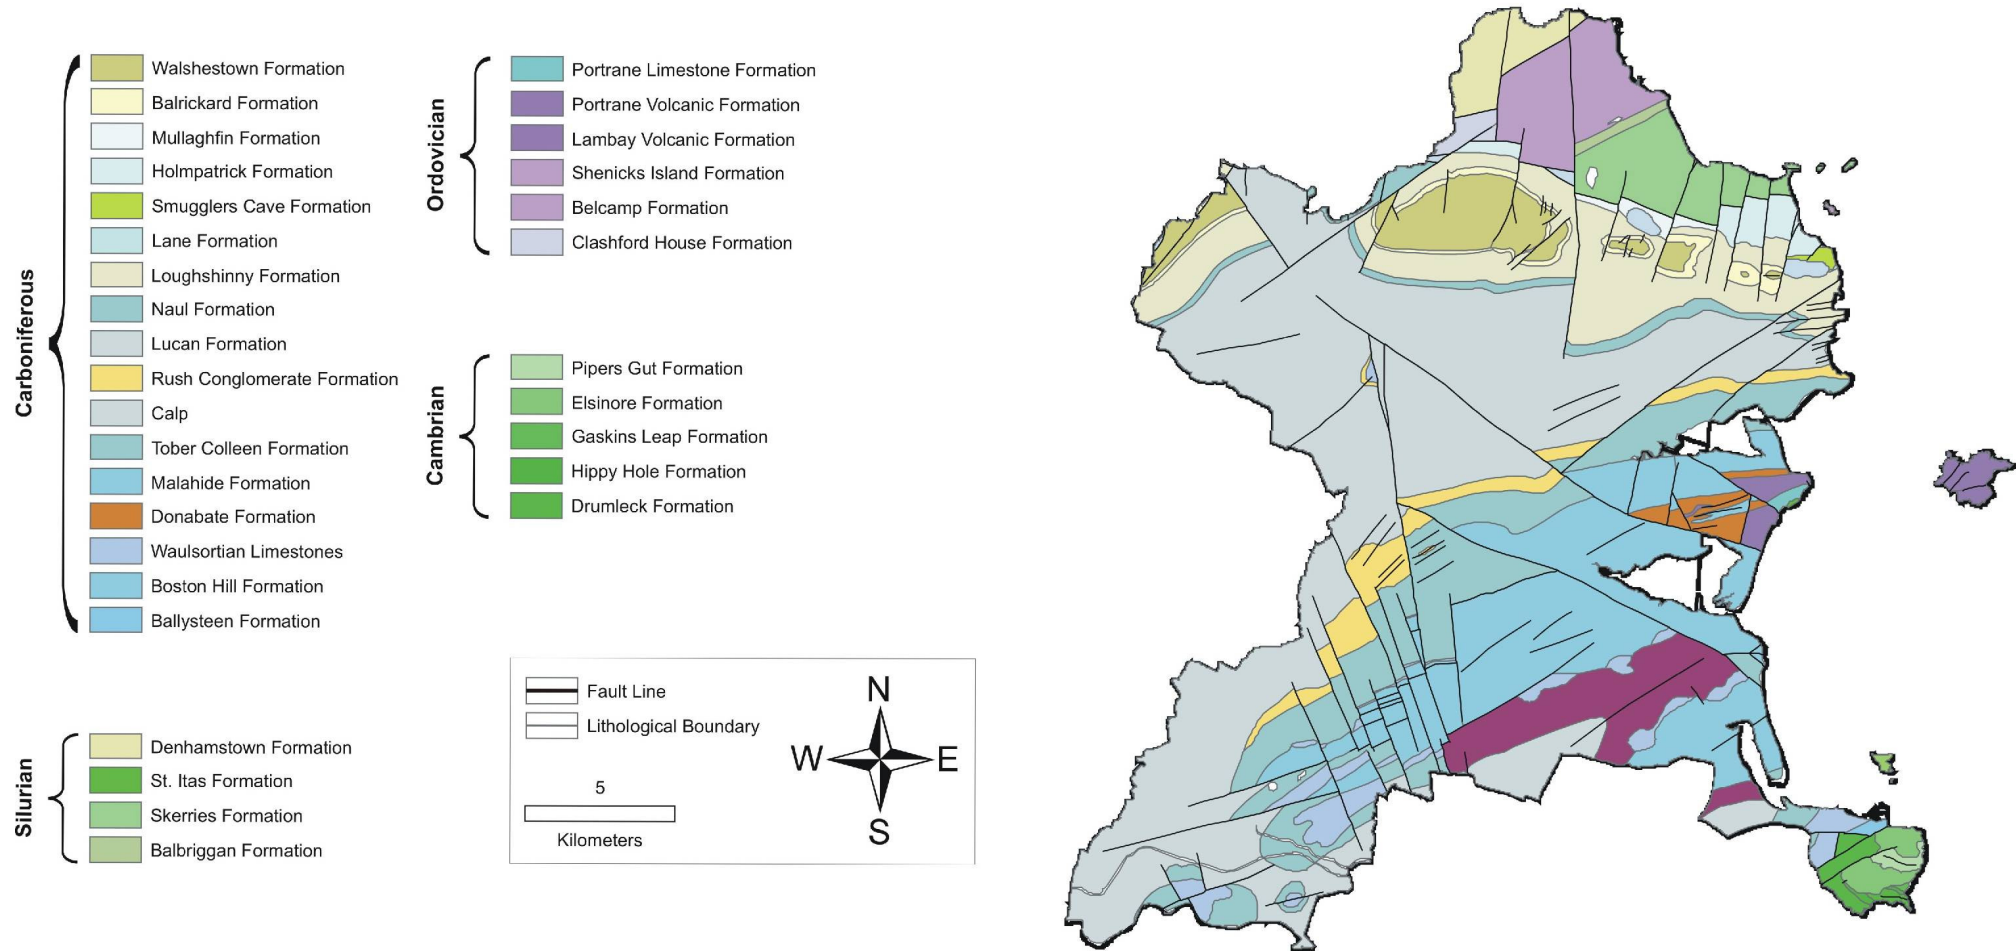 Carboniferous
Walshestown Formation
Balrickard Formation
Mullaghfin Formation
Holmpatrick Formation
Smugglers Cave Formation
Lane Formation
Loughshinny Formation
Naul Formation
Lucan Formation
Rush Conglomerate Formation
Calp
Tober Colleen Formation
Malahide Formation
Donabate Formation
Waulsortian Limestones
Boston Hill Formation
Ballysteen Formation
Silurian
Denhamstown Formation
St. Itas Formation
Skerries Formation
Balbriggan Formation
Ordovician
Portrane Limestone Formation
Portrane Volcanic Formation
Lambay Volcanic Formation
Shenicks Island Formation
Belcamp Formation
Clashford House Formation
Cambrian
Pipers Gut Formation
Elsinore Formation
Gaskins Leap Formation
Hippy Hole Formation
Drumleck Formation
Fault Line
Lithological Boundary
5
Kilometers
N
W E
S